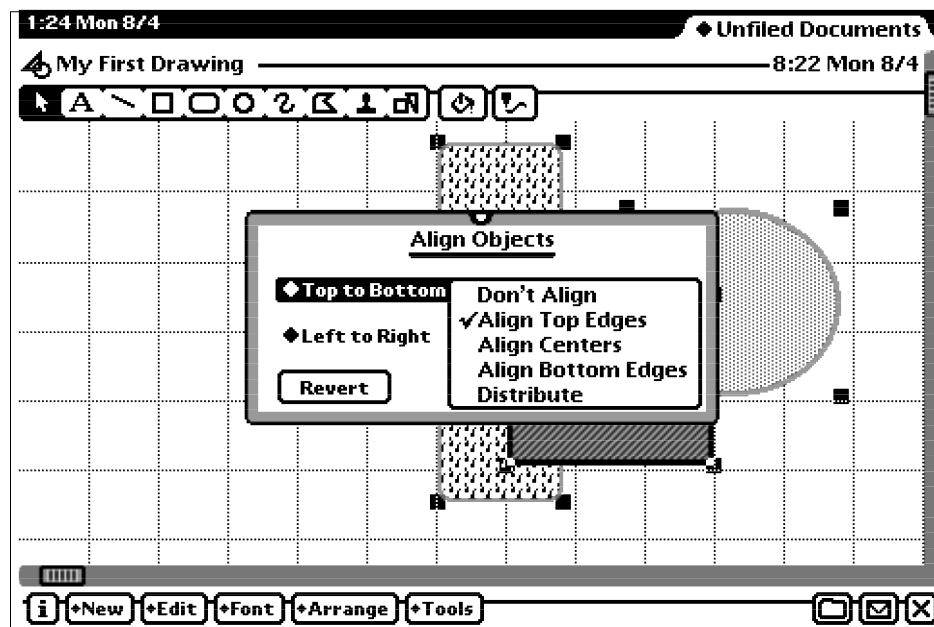 1:24 Mon 8/4
◆Unfiled Documents
My First Drawing
8:22 Mon 8/4
A
Align Objects
◆Top to Bottom
Don't Align
✓Align Top Edges
◆Left to Right
Align Centers
Align Bottom Edges
Revert
Distribute
i ◆New ◆Edit ◆Font ◆Arrange ◆Tools X